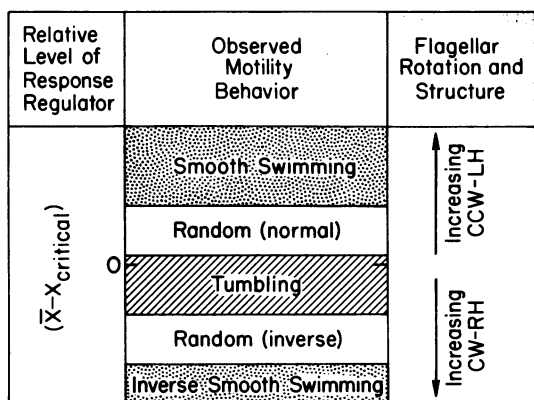 Relative
Level of
Response
Regulator
Observed
Motility
Behavior
Flagellar
Rotation and
Structure
(X̄-Xcritical)
0
Smooth Swimming
Random (normal)
Tumbling
Random (inverse)
Inverse Smooth Swimming
Increasing
CCW-LH
Increasing
CW-RH